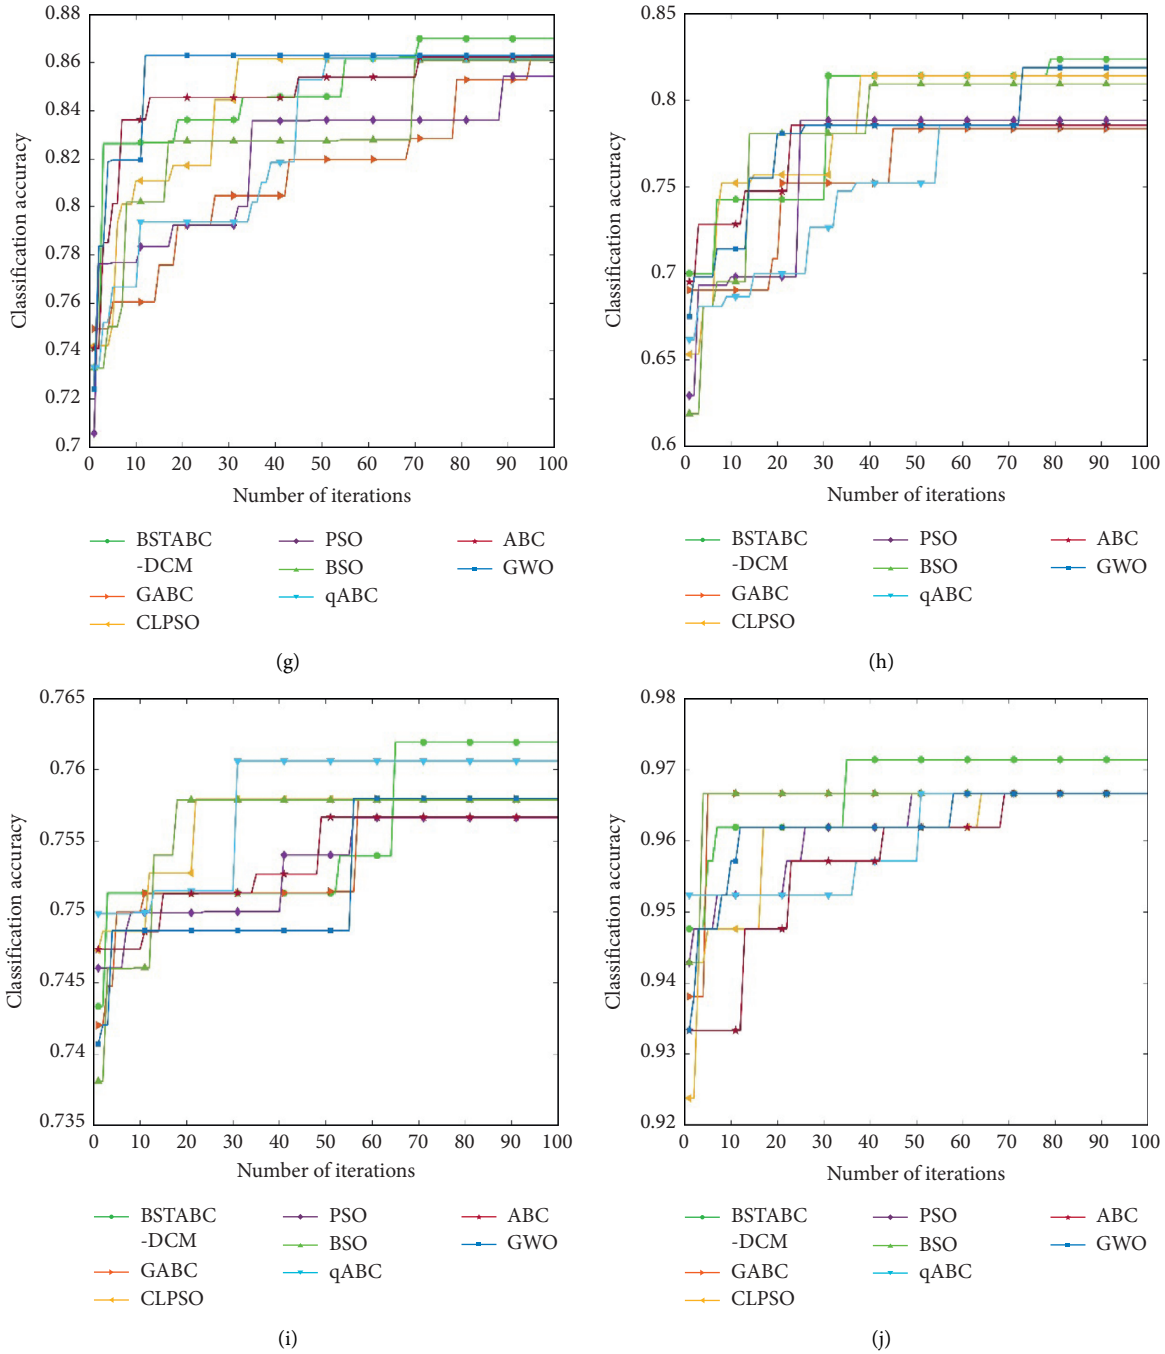 0.88
0.86
0.84
0.82
0.8
0.78
0.76
0.74
0.72
0.7
Classification accuracy
0 10 20 30 40 50 60 70 80 90 100
Number of iterctions
BSTABC PSO ABC
-DCM BSO GWO
GABC qABC
CLPSO
(g)
0.85
0.8
0.75
0.7
0.65
0.6
Classification accuracy
0 10 20 30 40 50 60 70 80 90 100
Number of iterctions
BSTABC PSO ABC
-DCM BSO GWO
GABC qABC
CLPSO
(h)
0.765
0.76
0.755
0.75
0.745
0.74
0.735
Classification accuracy
0 10 20 30 40 50 60 70 80 90 100
Number of iterctions
BSTABC PSO ABC
-DCM BSO GWO
GABC qABC
CLPSO
(i)
0.98
0.97
0.96
0.95
0.94
0.93
0.92
Classification accuracy
0 10 20 30 40 50 60 70 80 90 100
Number of iterctions
BSTABC PSO ABC
-DCM BSO GWO
GABC qABC
CLPSO
(j)